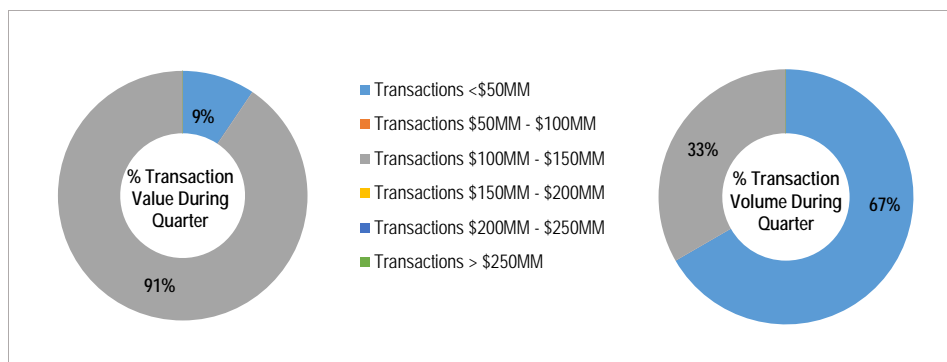 9%
% Transaction
Value During
Quarter
91%
Transactions <$50MM
Transactions $50MM - $100MM
Transactions $100MM - $150MM
Transactions $150MM - $200MM
Transactions $200MM - $250MM
Transactions > $250MM
33%
% Transaction
Volume During
Quarter
67%